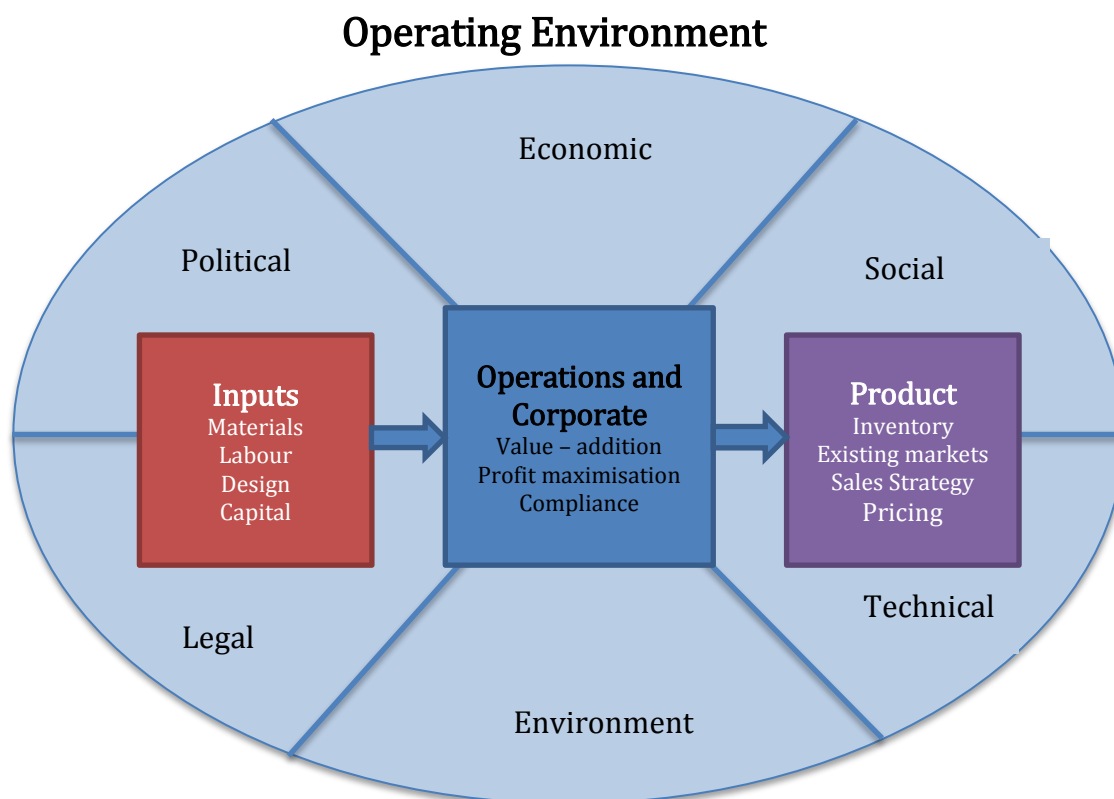 Operating Environment
Economic
Political
Social
Inputs
Materials
Labour
Design
Capital
Operations and
Corporate
Value – addition
Profit maximisation
Compliance
Product
Inventory
Existing markets
Sales Strategy
Pricing
Legal
Technical
Environment